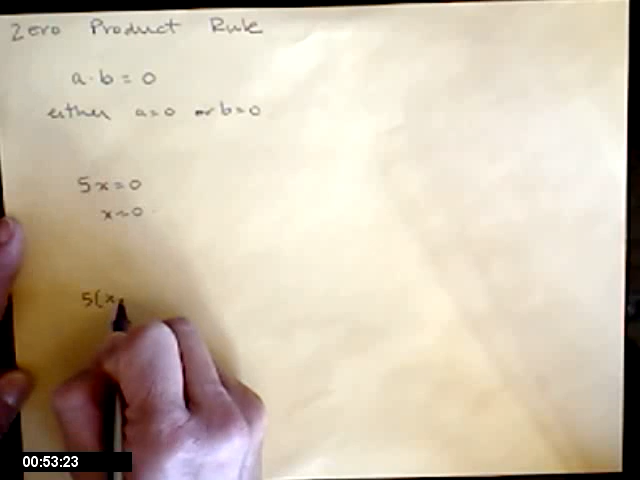 Zero Product Rule
a·b = 0
either a=0 or b=0
5x=0
x=0
5(x
00:53:23